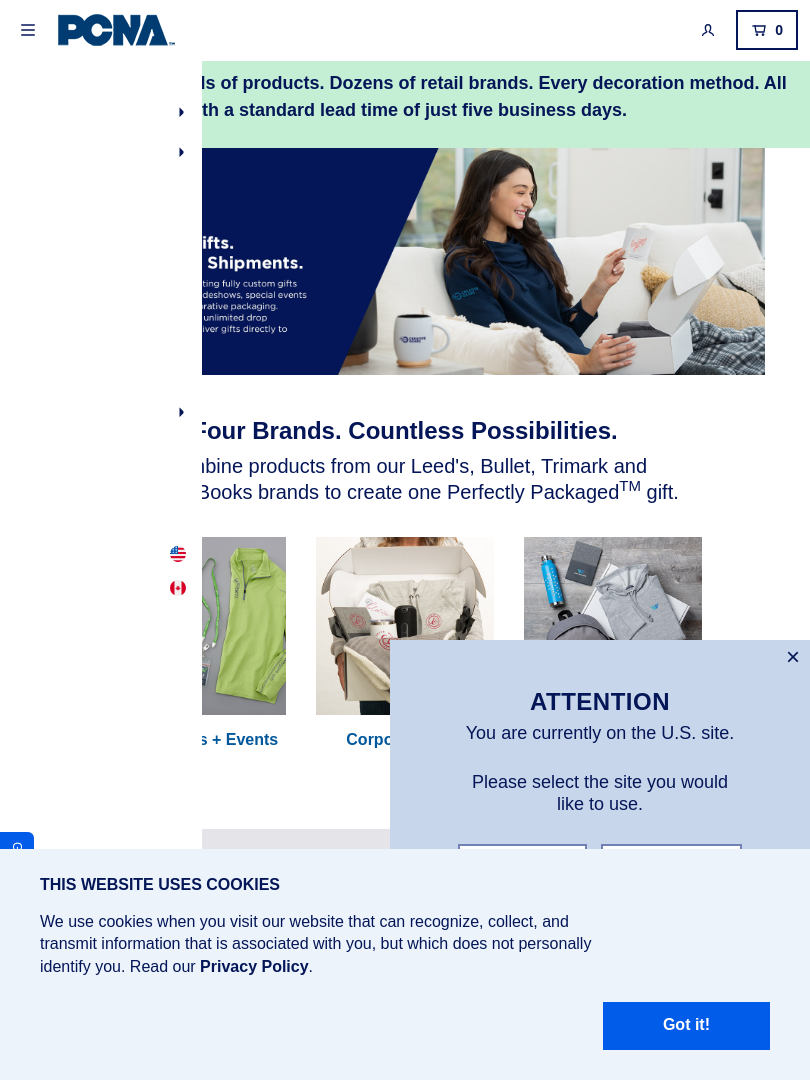 PCNA
0
ls of products. Dozens of retail brands. Every decoration method. All
th a standard lead time of just five business days.
ifts.
Shipments.
ting fully custom gifts
deshows, special events
orative packaging.
unlimited drop
iver gifts directly to
Four Brands. Countless Possibilities.
nbine products from our Leed's, Bullet, Trimark and
Books brands to create one Perfectly Packaged™ gift.
s + Events
Corpo
ATTENTION
You are currently on the U.S. site.
Please select the site you would
like to use.
THIS WEBSITE USES COOKIES
We use cookies when you visit our website that can recognize, collect, and
transmit information that is associated with you, but which does not personally
identify you. Read our Privacy Policy.
Got it!